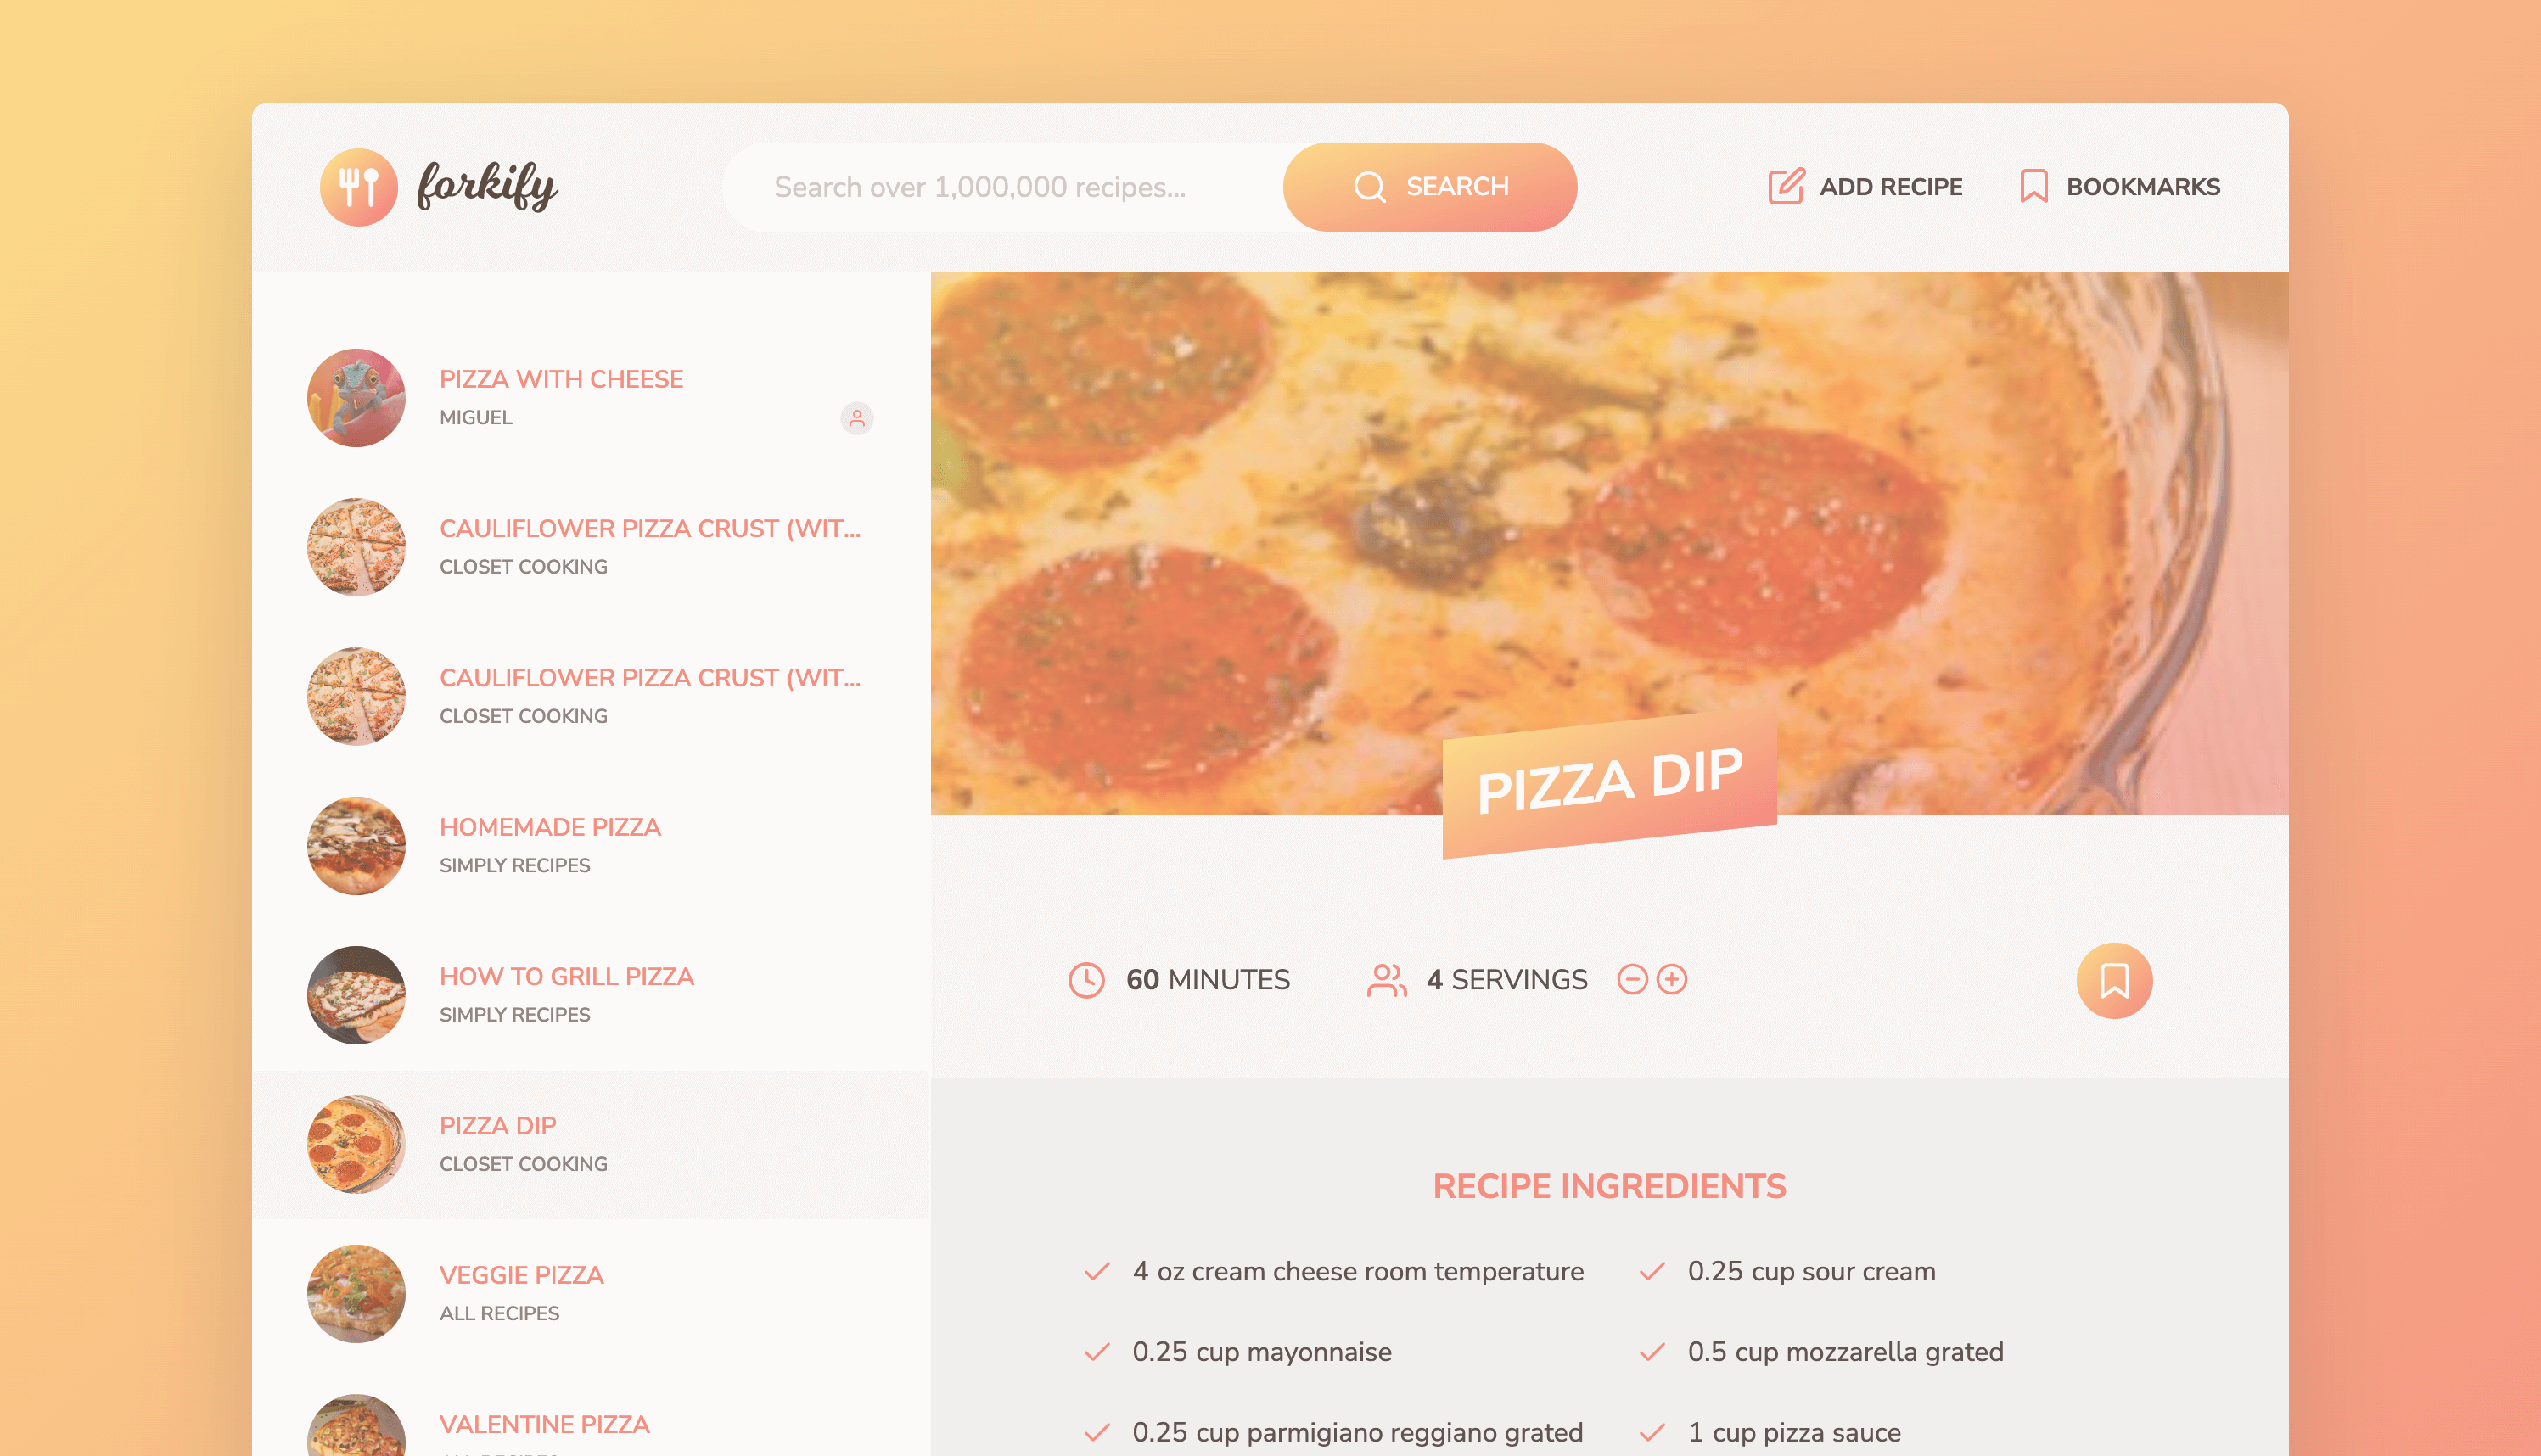 forkify
Search over 1,000,000 recipes...
SEARCH
ADD RECIPE
BOOKMARKS
PIZZA WITH CHEESE
MIGUEL
CAULIFLOWER PIZZA CRUST (WIT...
CLOSET COOKING
CAULIFLOWER PIZZA CRUST (WIT...
CLOSET COOKING
HOMEMADE PIZZA
SIMPLY RECIPES
HOW TO GRILL PIZZA
SIMPLY RECIPES
PIZZA DIP
CLOSET COOKING
VEGGIE PIZZA
ALL RECIPES
VALENTINE PIZZA
PIZZA DIP
60 MINUTES
4 SERVINGS
RECIPE INGREDIENTS
4 oz cream cheese room temperature
0.25 cup sour cream
0.25 cup mayonnaise
0.5 cup mozzarella grated
0.25 cup parmigiano reggiano grated
1 cup pizza sauce